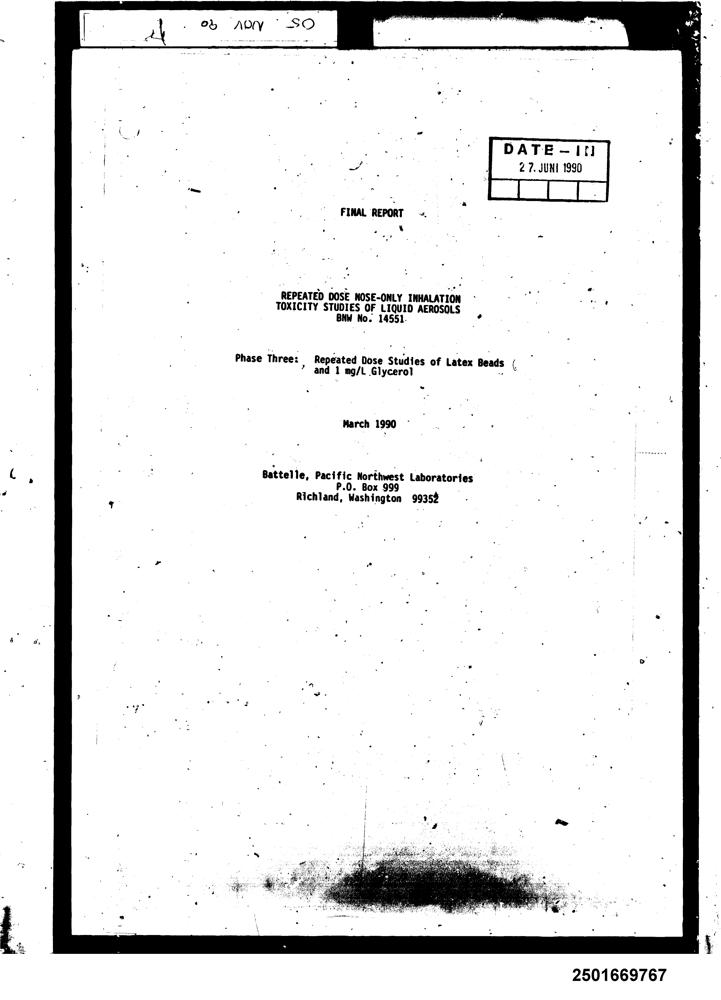 OS NOV 90
DATE-IN
27. JUNI 1990
FINAL REPORT
REPEATED DOSE NOSE-ONLY INHALATION
TOXICITY STUDIES OF LIQUID AEROSOLS
BNW No. 14551
Phase Three: Repeated Dose Studies of Latex Beads
and 1 mg/L Glycerol
March 1990
Battelle, Pacific Northwest Laboratories
P.O. Box 999
Richland, Washington 99352
2501669767